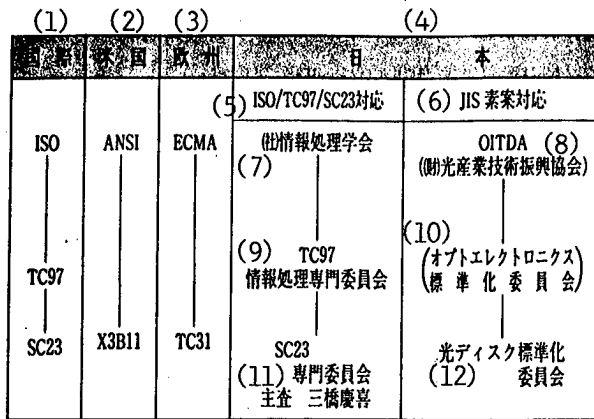 (1) (2) (3) (4)
国際 米国 欧州 日本
(5) ISO/TC97/SC23対応 (6) JIS 素案対応
ISO ANSI ECMA (社)情報処理学会 OITDA (8)
(7) (財)光産業技術振興協会)
(9) TC97 (10)
TC97 情報処理専門委員会 (オプトエレクトロニクス
標準化委員会)
SC23 X3B11 TC31 SC23 光ディスク標準化
(11) 専門委員会 (12) 委員会
主査 三橋慶喜